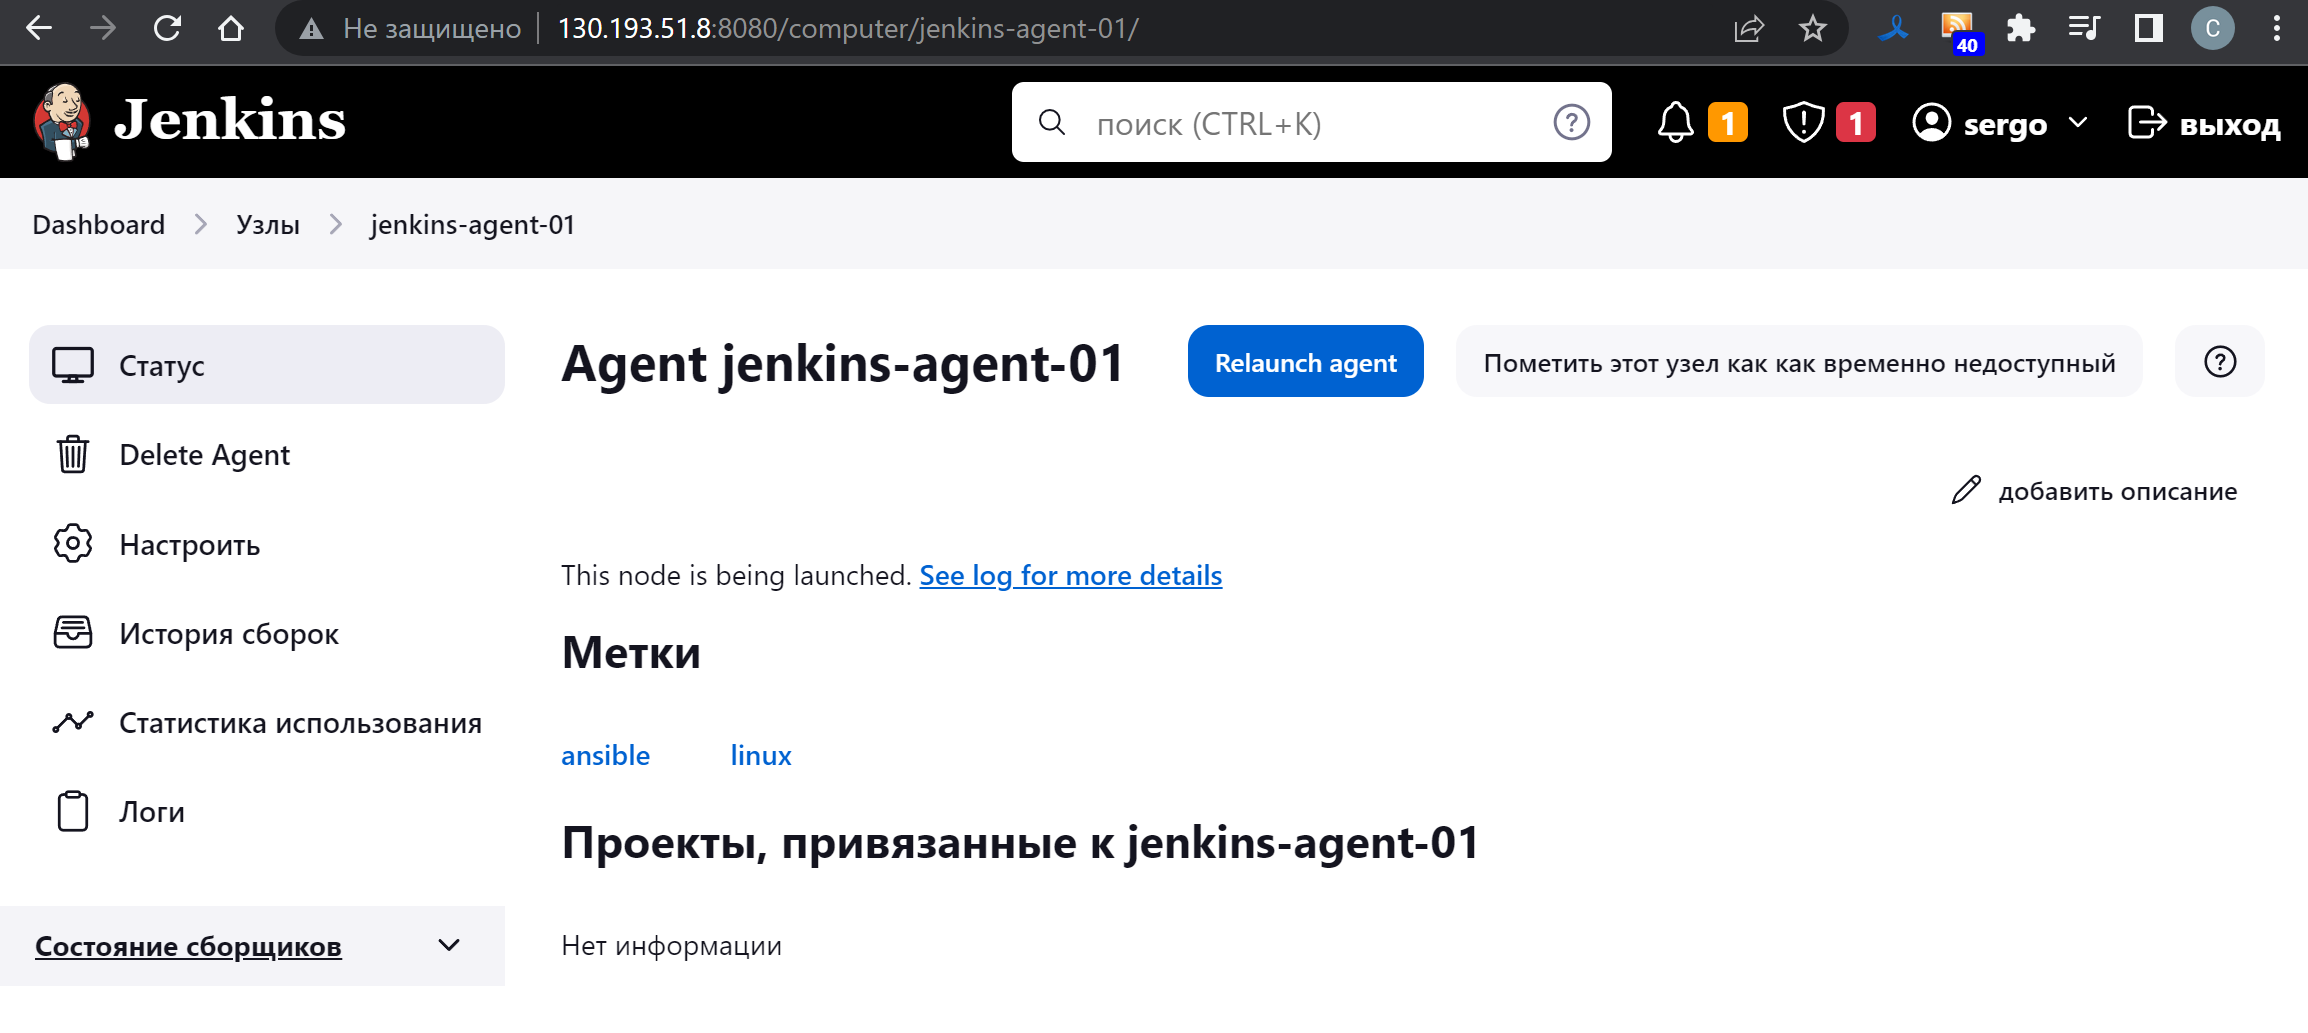 Не защищено 130.193.51.8:8080/computer/jenkins-agent-01/
40
C
Jenkins
поиск (CTRL+K)
1
1
sergo
выход
Dashboard
Узлы
jenkins-agent-01
Статус
Delete Agent
Настроить
История сборок
Статистика использования
Логи
Состояние сборщиков
Agent jenkins-agent-01
Relaunch agent
Пометить этот узел как как временно недоступный
добавить описание
This node is being launched. See log for more details
Метки
ansible linux
Проекты, привязанные к jenkins-agent-01
Нет информации